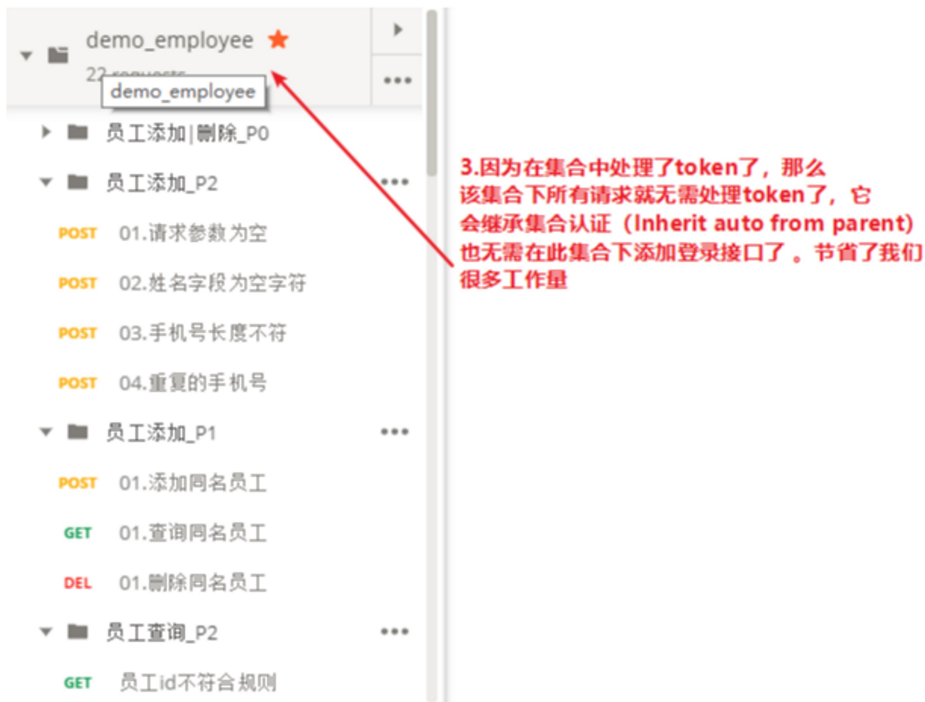 demo_employee
22 requests
demo_employee
员工添加|删除_P0
员工添加_P2
POST 01.请求参数为空
POST 02.姓名字段为空字符
POST 03.手机号长度不符
POST 04.重复的手机号
员工添加_P1
POST 01.添加同名员工
GET 01.查询同名员工
DEL 01.删除同名员工
员工查询_P2
GET 员工id不符合规则
3.因为在集合中处理了token了，那么
该集合下所有请求就无需处理token了，它
会继承集合认证（Inherit auto from parent）
也无需在此集合下添加登录接口了 。节省了我们
很多工作量